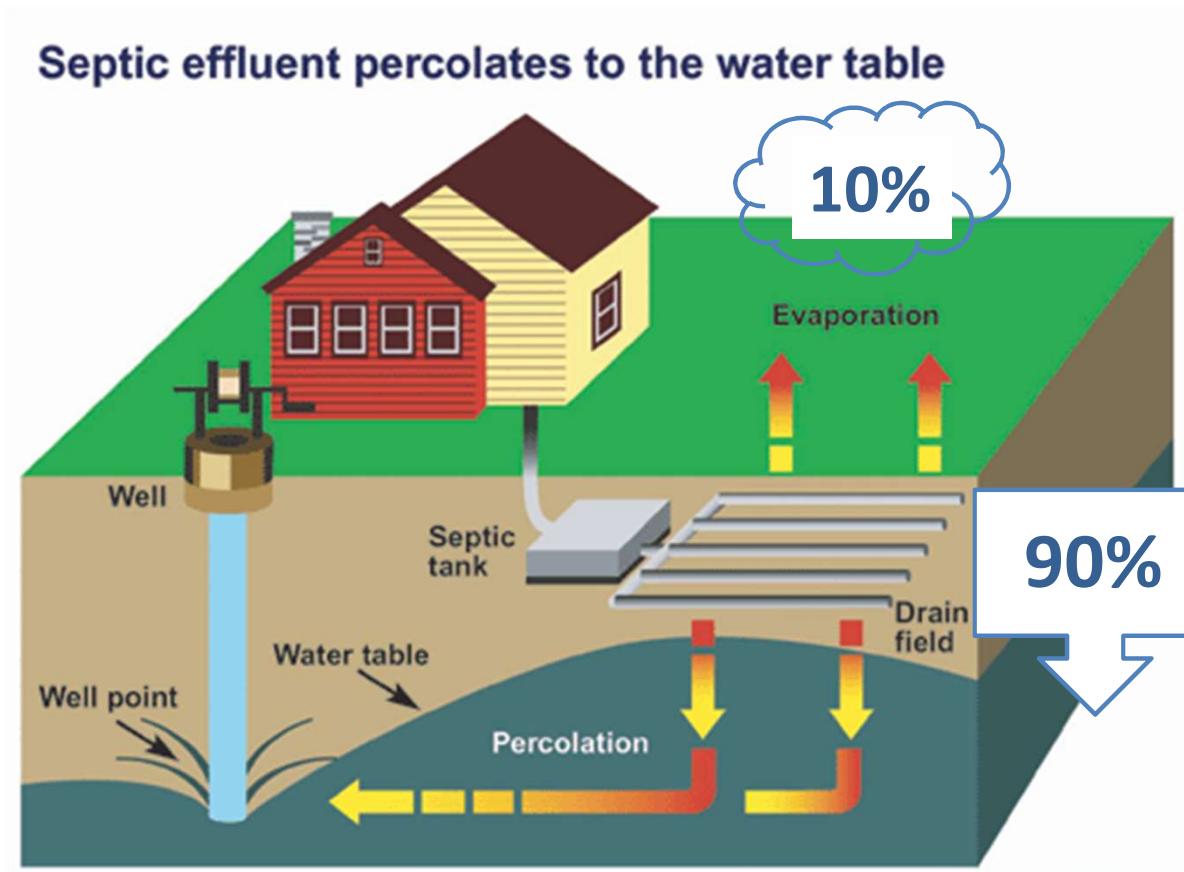 Septic effluent percolates to the water table
10%
Evaporation
Well
Septic
tank
90%
Drain
field
Water table
Well point
Percolation